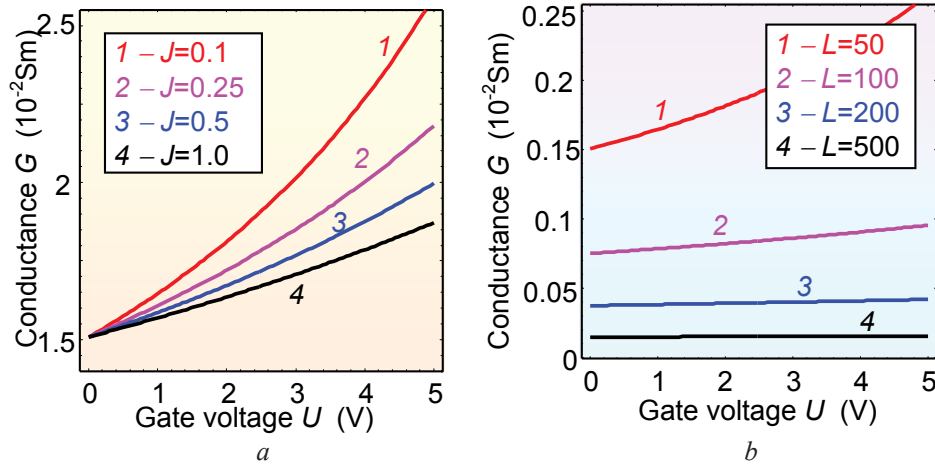 2.5
2
1.5
Conductance G (10⁻²Sm)
1 – J=0.1
2 – J=0.25
3 – J=0.5
4 – J=1.0
1
2
3
4
0 1 2 3 4 5
Gate voltage U (V)
a
0.25
0.2
0.15
0.1
0.05
0
Conductance G (10⁻²Sm)
1 – L=50
2 – L=100
3 – L=200
4 – L=500
1
2
3
4
0 1 2 3 4 5
Gate voltage U (V)
b